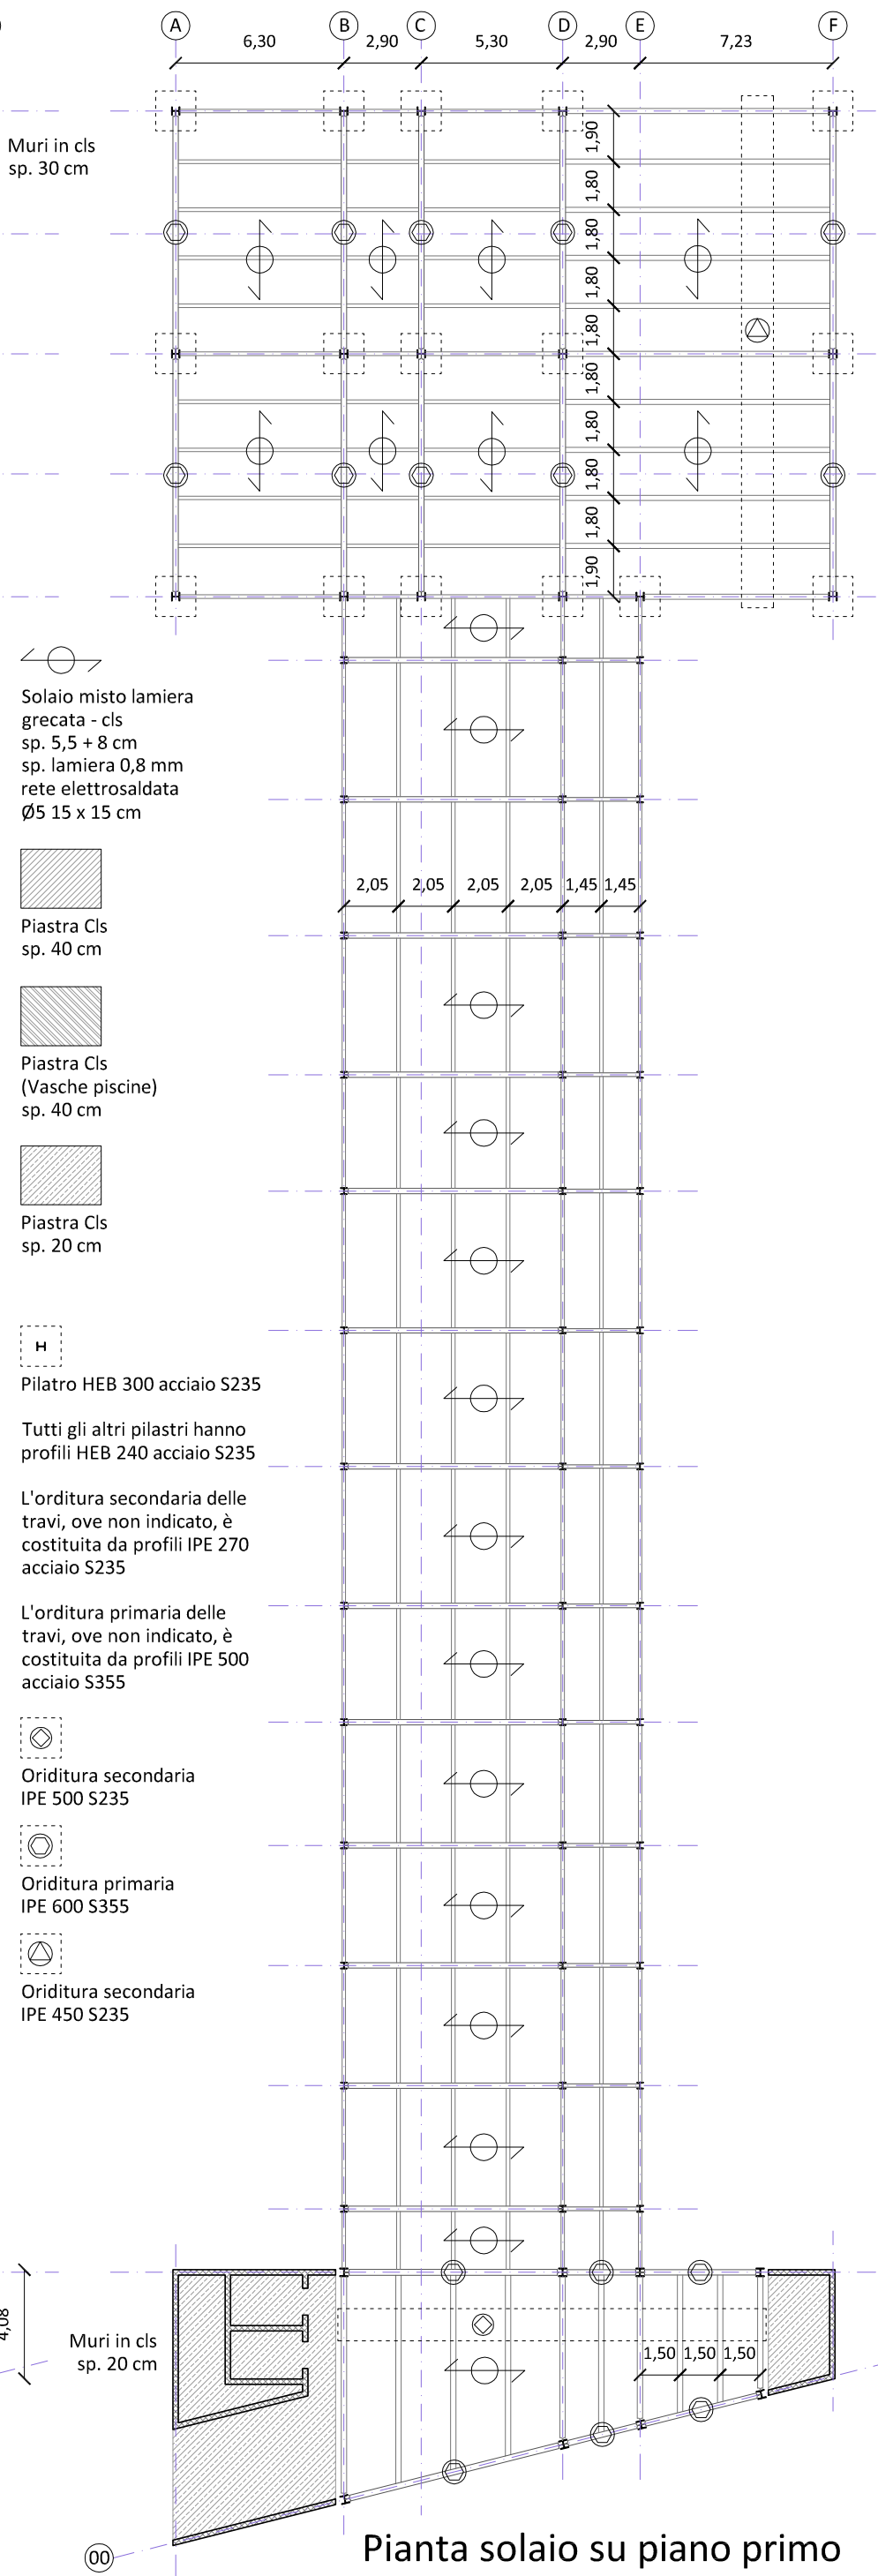 A B C D E F
6,30 2,90 5,30 2,90 7,23
Muri in cls
sp. 30 cm
1,90
1,80
1,80
1,80
1,80
1,80
1,80
1,80
1,80
1,90
Solaio misto lamiera
grecata - cls
sp. 5,5 + 8 cm
sp. lamiera 0,8 mm
rete elettrosaldata
Ø5 15 x 15 cm
2,05 2,05 2,05 2,05 1,45 1,45
Piastra Cls
sp. 40 cm
Piastra Cls
(Vasche piscine)
sp. 40 cm
Piastra Cls
sp. 20 cm
Pilatro HEB 300 acciaio S235
Tutti gli altri pilastri hanno
profili HEB 240 acciaio S235
L'orditura secondaria delle
travi, ove non indicato, è
costituita da profili IPE 270
acciaio S235
L'orditura primaria delle
travi, ove non indicato, è
costituita da profili IPE 500
acciaio S355
Oriditura secondaria
IPE 500 S235
Oriditura primaria
IPE 600 S355
Oriditura secondaria
IPE 450 S235
4,08
Muri in cls
sp. 20 cm
1,50 1,50 1,50
00
Pianta solaio su piano primo